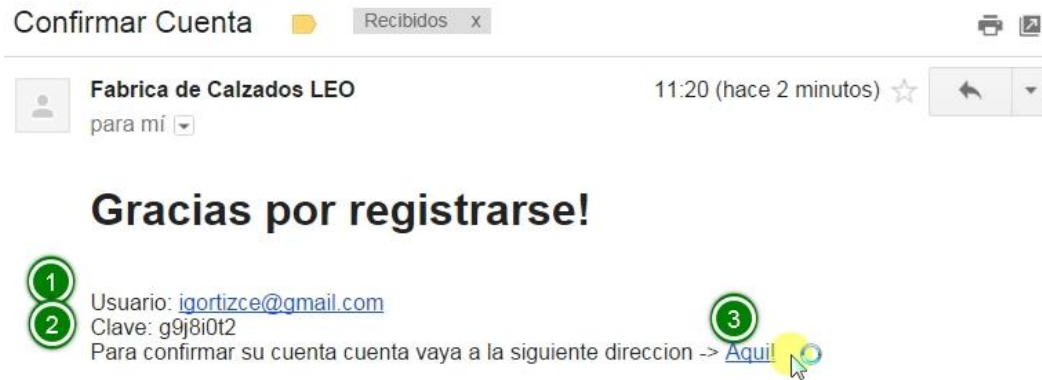 Confirmar Cuenta Recibidos x
Fabrica de Calzados LEO 11:20 (hace 2 minutos)
para mí
Gracias por registrarse!
1
Usuario: igortizce@gmail.com
2
Clave: g9j8i0t2
3
Para confirmar su cuenta cuenta vaya a la siguiente direccion -> Aqui!